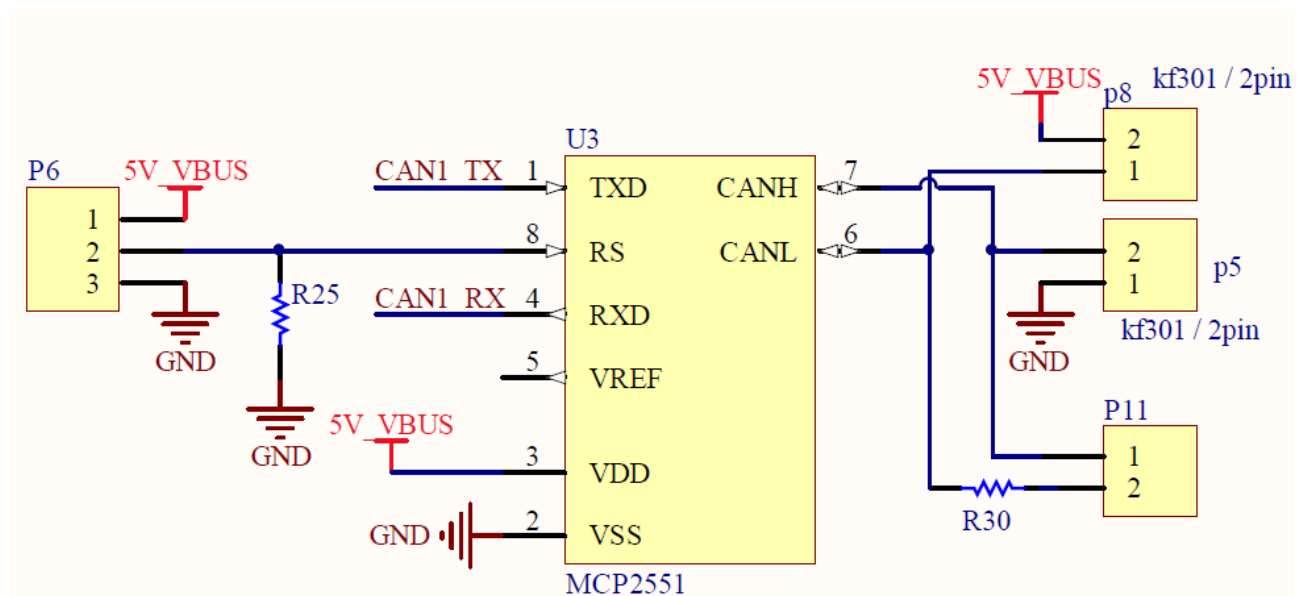 P6
5V_VBUS
1
2
3
GND
R25
GND
CAN1_TX
CAN1_RX
5V_VBUS
GND
U3
1
8
4
5
3
2
TXD
RS
RXD
VREF
VDD
VSS
CANH
CANL
7
6
MCP2551
5V_VBUS
p8
kf301 / 2pin
2
1
2
1
p5
kf301 / 2pin
GND
P11
1
2
R30